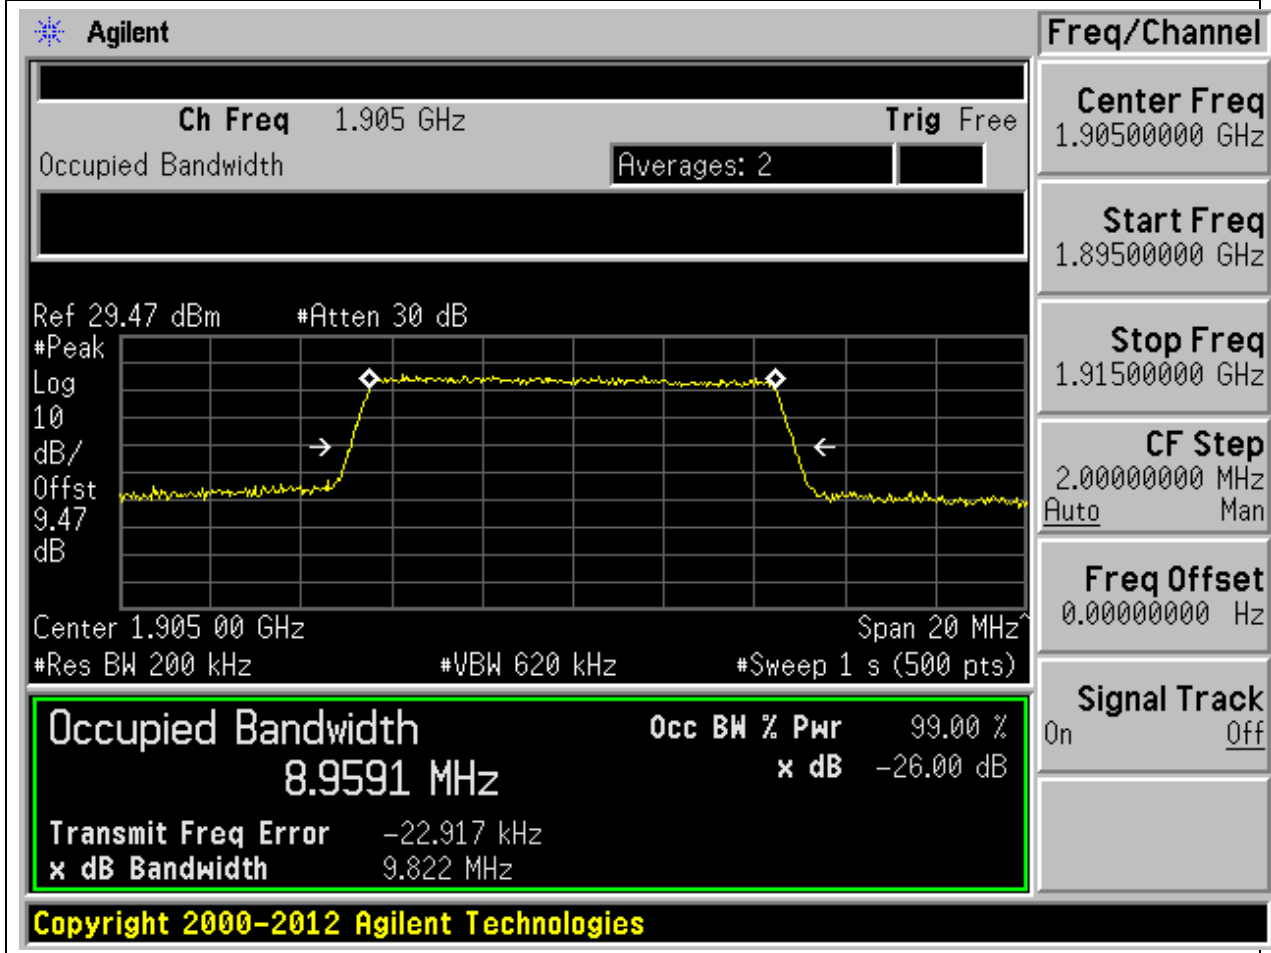 Agilent
Freq/Channel
Ch Freq 1.905 GHz Trig Free
Occupied Bandwidth Averages: 2
Center Freq
1.90500000 GHz
Start Freq
1.89500000 GHz
Stop Freq
1.91500000 GHz
CF Step
2.00000000 MHz
Auto Man
Freq Offset
0.00000000 Hz
Signal Track
On Off
Ref 29.47 dBm #Atten 30 dB
#Peak
Log
10
dB/
Offst
9.47
dB
Center 1.905 00 GHz Span 20 MHz^
#Res BW 200 kHz #VBW 620 kHz #Sweep 1 s (500 pts)
Occupied Bandwidth Occ BW % Pwr 99.00 %
8.9591 MHz x dB -26.00 dB
Transmit Freq Error -22.917 kHz
x dB Bandwidth 9.822 MHz
Copyright 2000-2012 Agilent Technologies